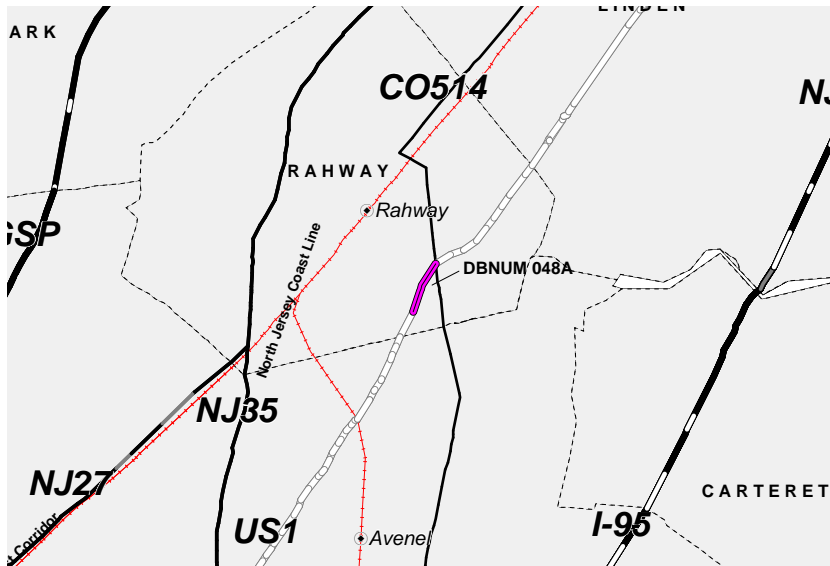 LINDEN
ARK
CO514
NJ
RAHWAY
Rahway
GSP
North Jersey Coast Line
DBNUM 048A
NJ35
NJ27
CARTERET
US1
I-95
t Corridor
Avenel